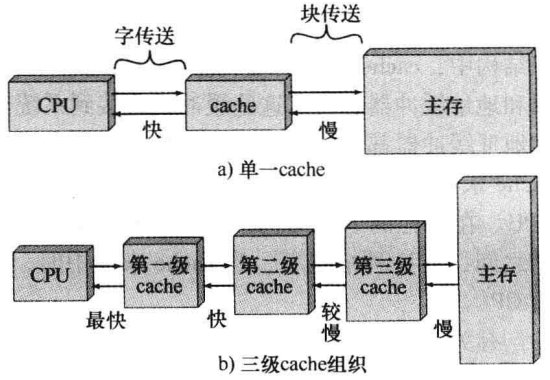 字传送
块传送
CPU
cache
主存
快
慢
a) 单一cache
CPU
第一级
cache
第二级
cache
第三级
cache
主存
最快
快
较
慢
慢
b) 三级cache组织